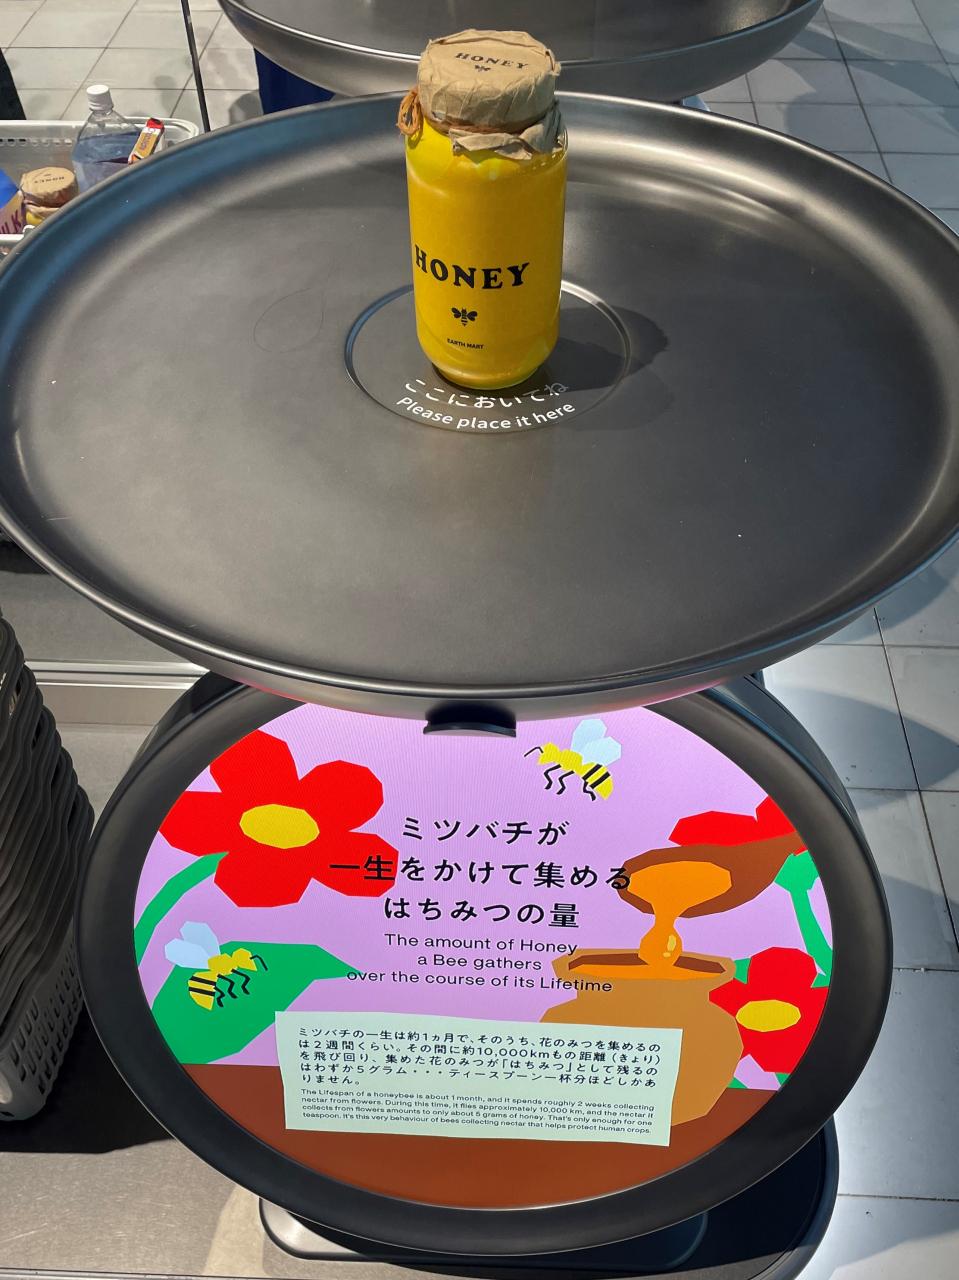 HONEY
HONEY
EARTH MART
ここにおいてね
Please place it here
ミツバチが
一生をかけて集める
はちみつの量
The amount of Honey
a Bee gathers
over the course of its Lifetime
ミツバチの一生は約1ヵ月で、そのうち、花のみつを集めるの
は2週間くらい。その間に約10,000kmもの距離（きょり）
を飛び回り、集めた花のみつが「はちみつ」として残るの
はわずか5グラム・・・ティースプーン一杯分ほどしかあ
りません。
The Lifespan of a honeybee is about 1 month, and it spends roughly 2 weeks collecting
nectar from flowers. During this time, it flies approximately 10,000 km, and the nectar it
collects from flowers amounts to only about 5 grams of honey. That's only enough for one
teaspoon. It's this very behaviour of bees collecting nectar that helps protect human crops.
HONEY